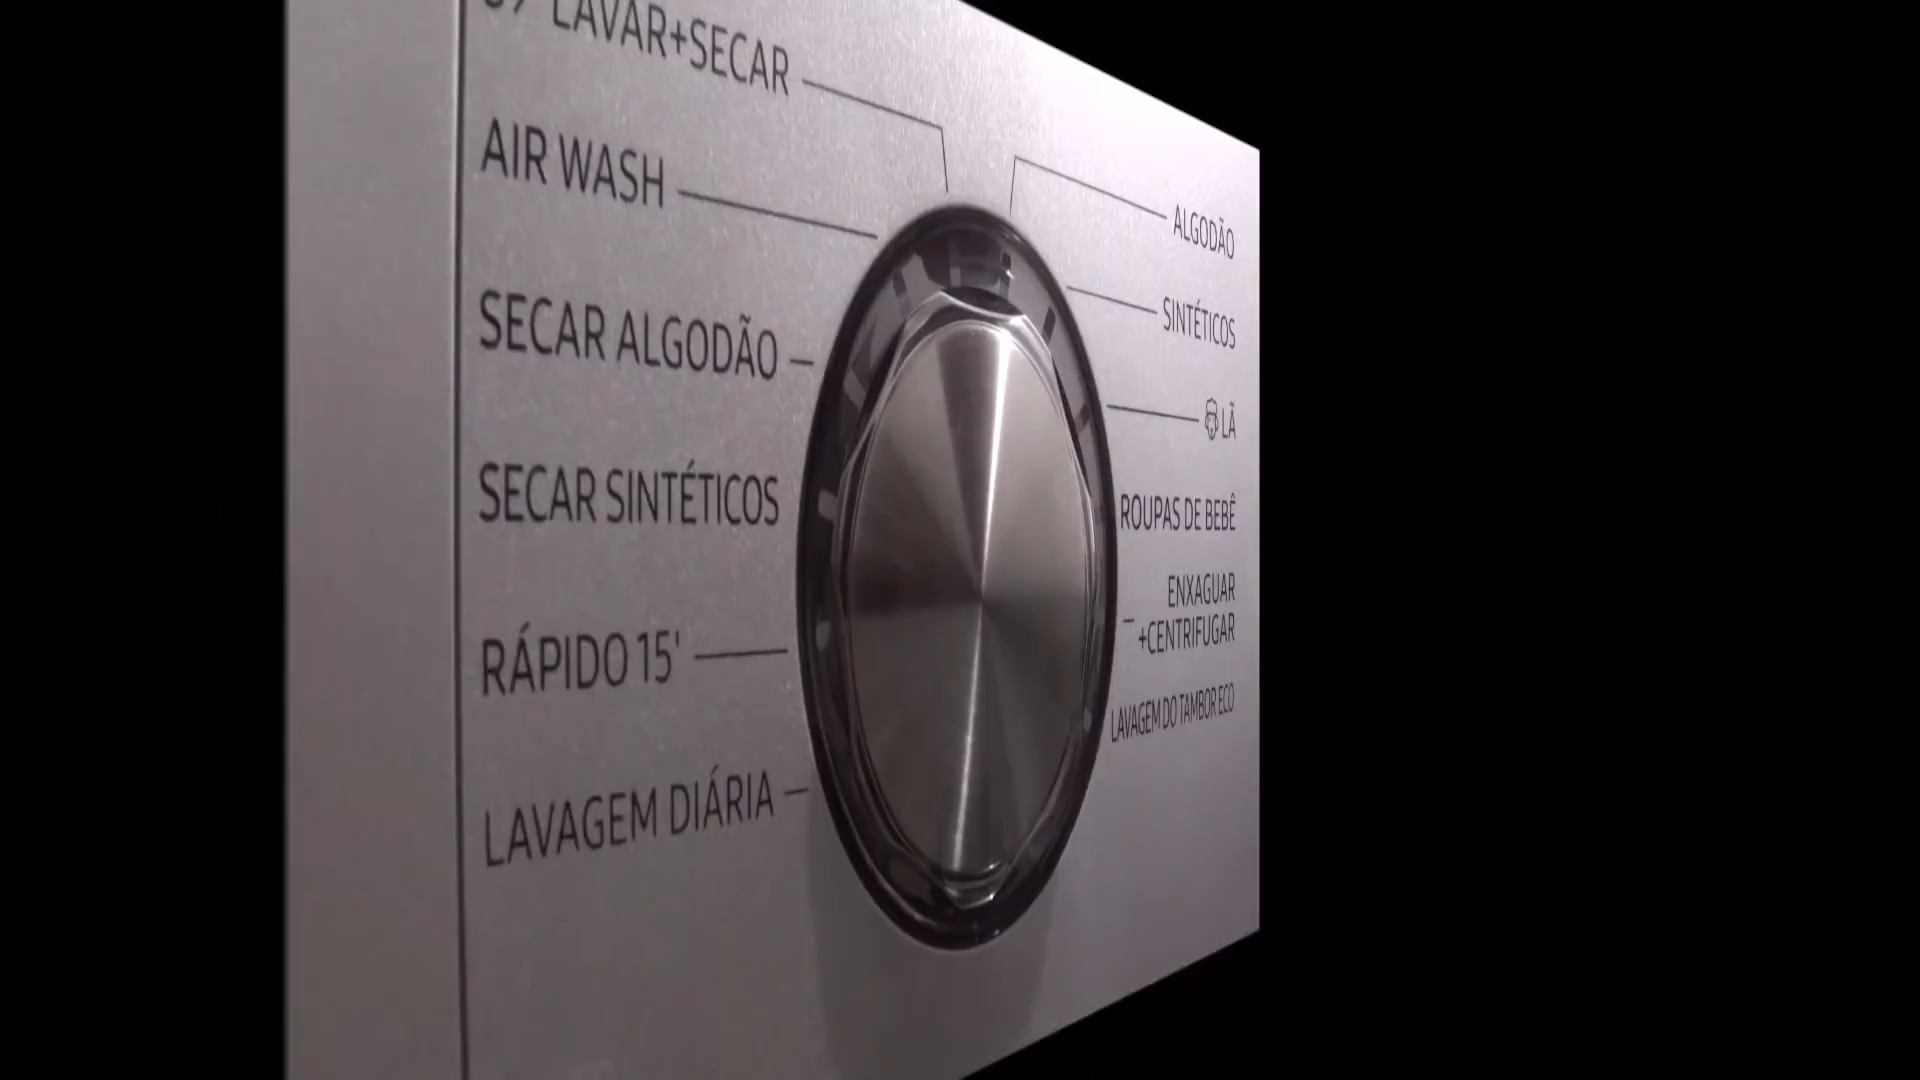 LAVAR+SECAR
AIR WASH
SECAR ALGODÃO
SECAR SINTÉTICOS
RÁPIDO 15'
LAVAGEM DIÁRIA
ALGODÃO
SINTÉTICOS
LÃ
ROUPAS DE BEBÊ
ENXAGUAR
+CENTRIFUGAR
LAVAGEM DO TAMBOR ECO